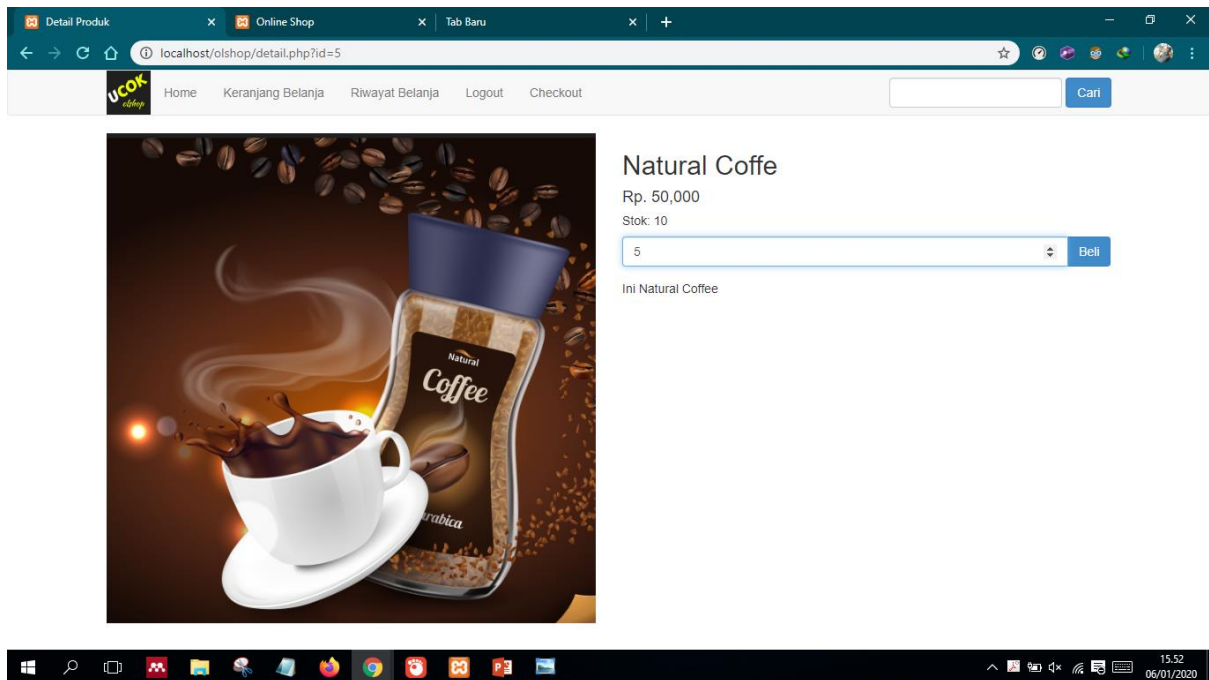 Detail Produk
Online Shop
Tab Baru
localhost/olshop/detail.php?id=5
UCOK
olshop
Home
Keranjang Belanja
Riwayat Belanja
Logout
Checkout
Cari
Natural Coffe
Rp. 50,000
Stok: 10
5
Beli
Ini Natural Coffee
Natural
Coffee
arabica
15.52
06/01/2020